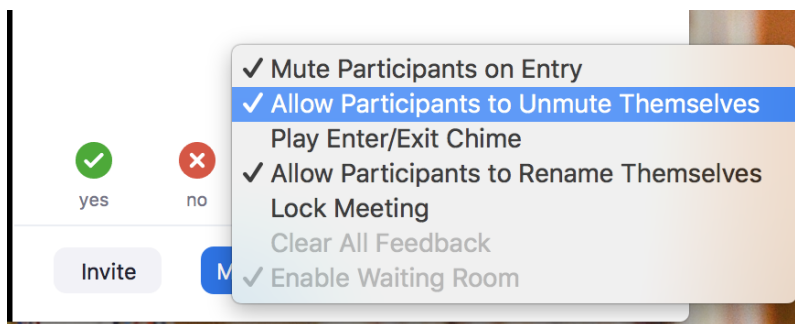 ✓ Mute Participants on Entry
✓ Allow Participants to Unmute Themselves
Play Enter/Exit Chime
✓ Allow Participants to Rename Themselves
Lock Meeting
Clear All Feedback
✓ Enable Waiting Room
yes
no
Invite
M